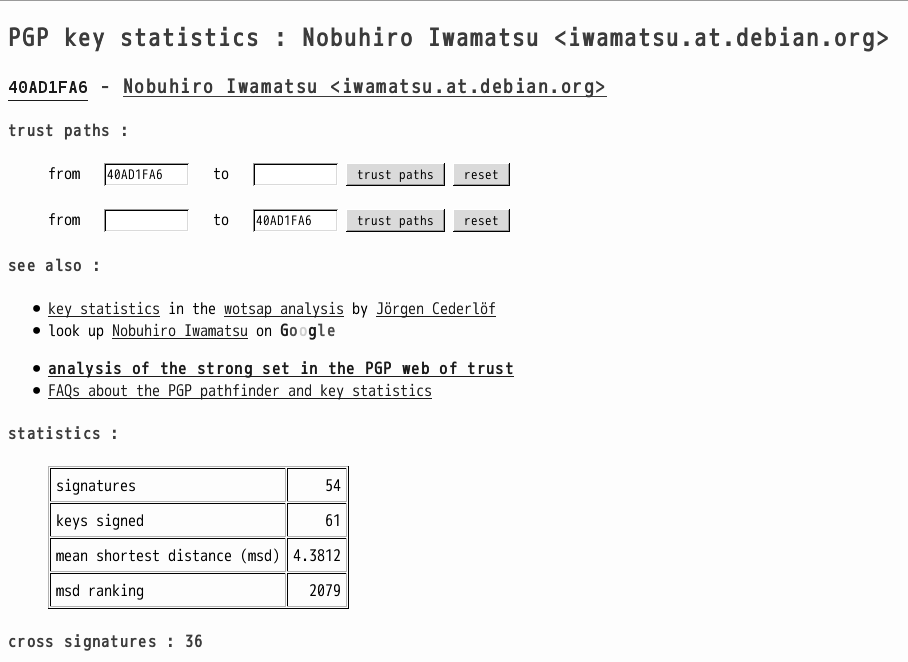 PGP key statistics : Nobuhiro Iwamatsu <iwamatsu.at.debian.org>
40AD1FA6 - Nobuhiro Iwamatsu <iwamatsu.at.debian.org>
trust paths :
from 40AD1FA6 to trust paths reset
from to 40AD1FA6 trust paths reset
see also :
• key statistics in the wotsap analysis by Jörgen Cederlöf
• look up Nobuhiro Iwamatsu on Google
• analysis of the strong set in the PGP web of trust
• FAQs about the PGP pathfinder and key statistics
statistics :
signatures 54
keys signed 61
mean shortest distance (msd) 4.3812
msd ranking 2079
cross signatures : 36